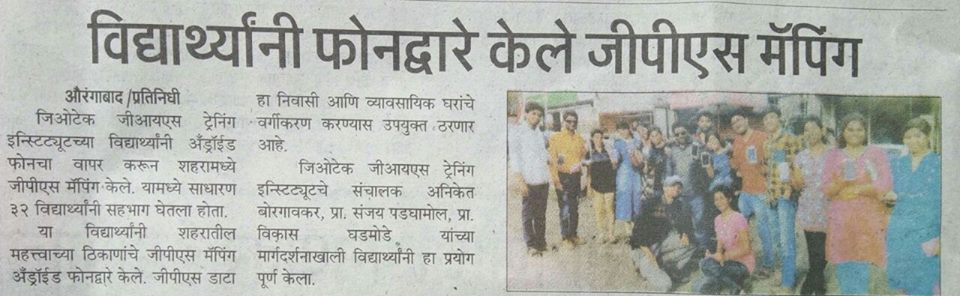 विद्यार्थ्यांनी फोनद्वारे केले जीपीएस मॅपिंग
औरंगाबाद/प्रतिनिधी
जिओटेक जीआयएस ट्रेनिंग
इन्स्टिट्यूटच्या विद्यार्थ्यांनी अँड्रॉईड
फोनचा वापर करून शहरामध्ये
जीपीएस मॅपिंग केले. यामध्ये साधारण
३२ विद्यार्थ्यांनी सहभाग घेतला होता.
या विद्यार्थ्यांनी शहरातील
महत्त्वाच्या ठिकाणांचे जीपीएस मॅपिंग
अँड्रॉईड फोनद्वारे केले. जीपीएस डाटा
हा निवासी आणि व्यावसायिक घरांचे
वर्गीकरण करण्यास उपयुक्त ठरणार
आहे.
जिओटेक जीआयएस ट्रेनिंग
इन्स्टिट्यूटचे संचालक अनिकेत
बोरगावकर, प्रा. संजय पडघामोल, प्रा.
विकास घडमोडे यांच्या
मार्गदर्शनाखाली विद्यार्थ्यांनी हा प्रयोग
पूर्ण केला.